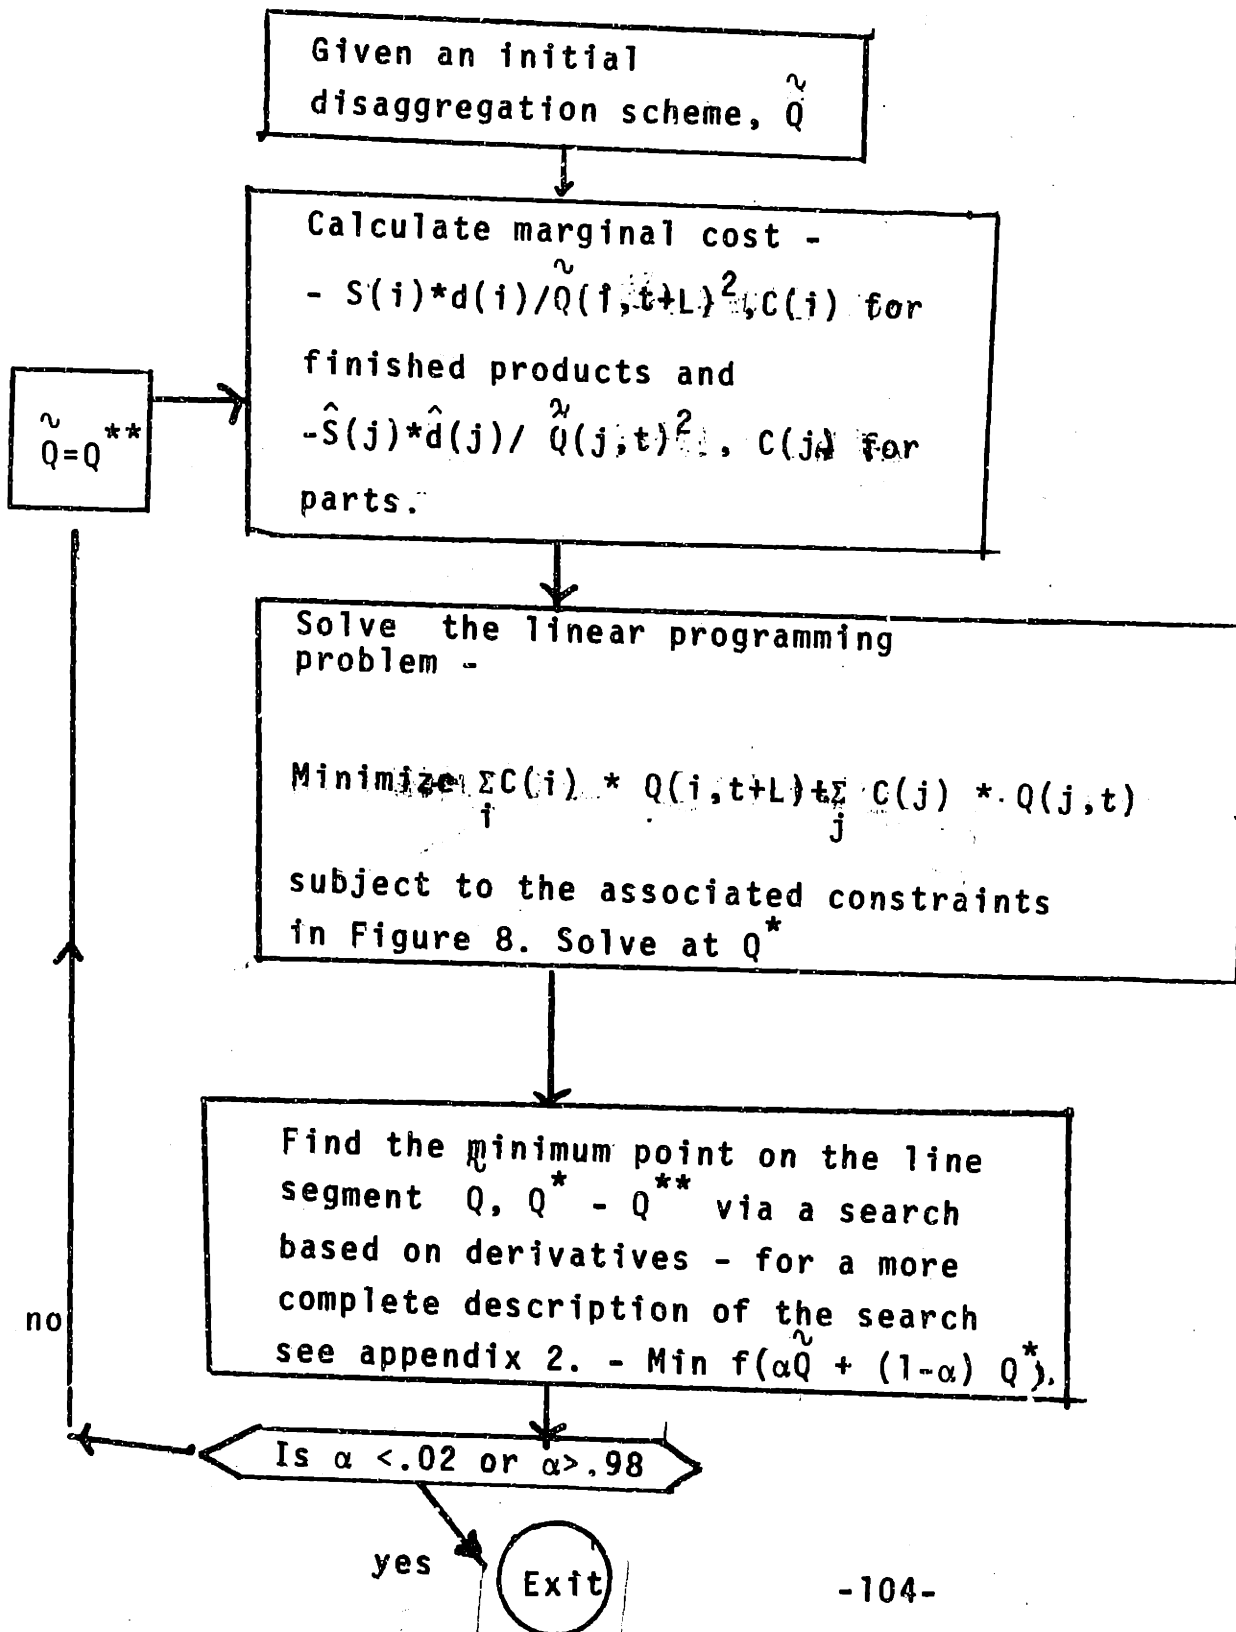 Given an initial
disaggregation scheme, Q̃
Calculate marginal cost -
- S(i)*d(i)/Q̃(i,t+L)², C(i) for
finished products and
-Ŝ(j)*d̂(j)/ Q̃(j,t)² , C(j) for
parts.
Q̃=Q**
Solve the linear programming
problem -
Minimize ΣC(i) * Q(i,t+L)+Σ C(j) * Q(j,t)
i j
subject to the associated constraints
in Figure 8. Solve at Q*
Find the minimum point on the line
segment Q̃, Q* - Q** via a search
based on derivatives - for a more
complete description of the search
see appendix 2. - Min f(αQ̃ + (1-α) Q*).
no
Is α <.02 or α>.98
yes
Exit
-104-